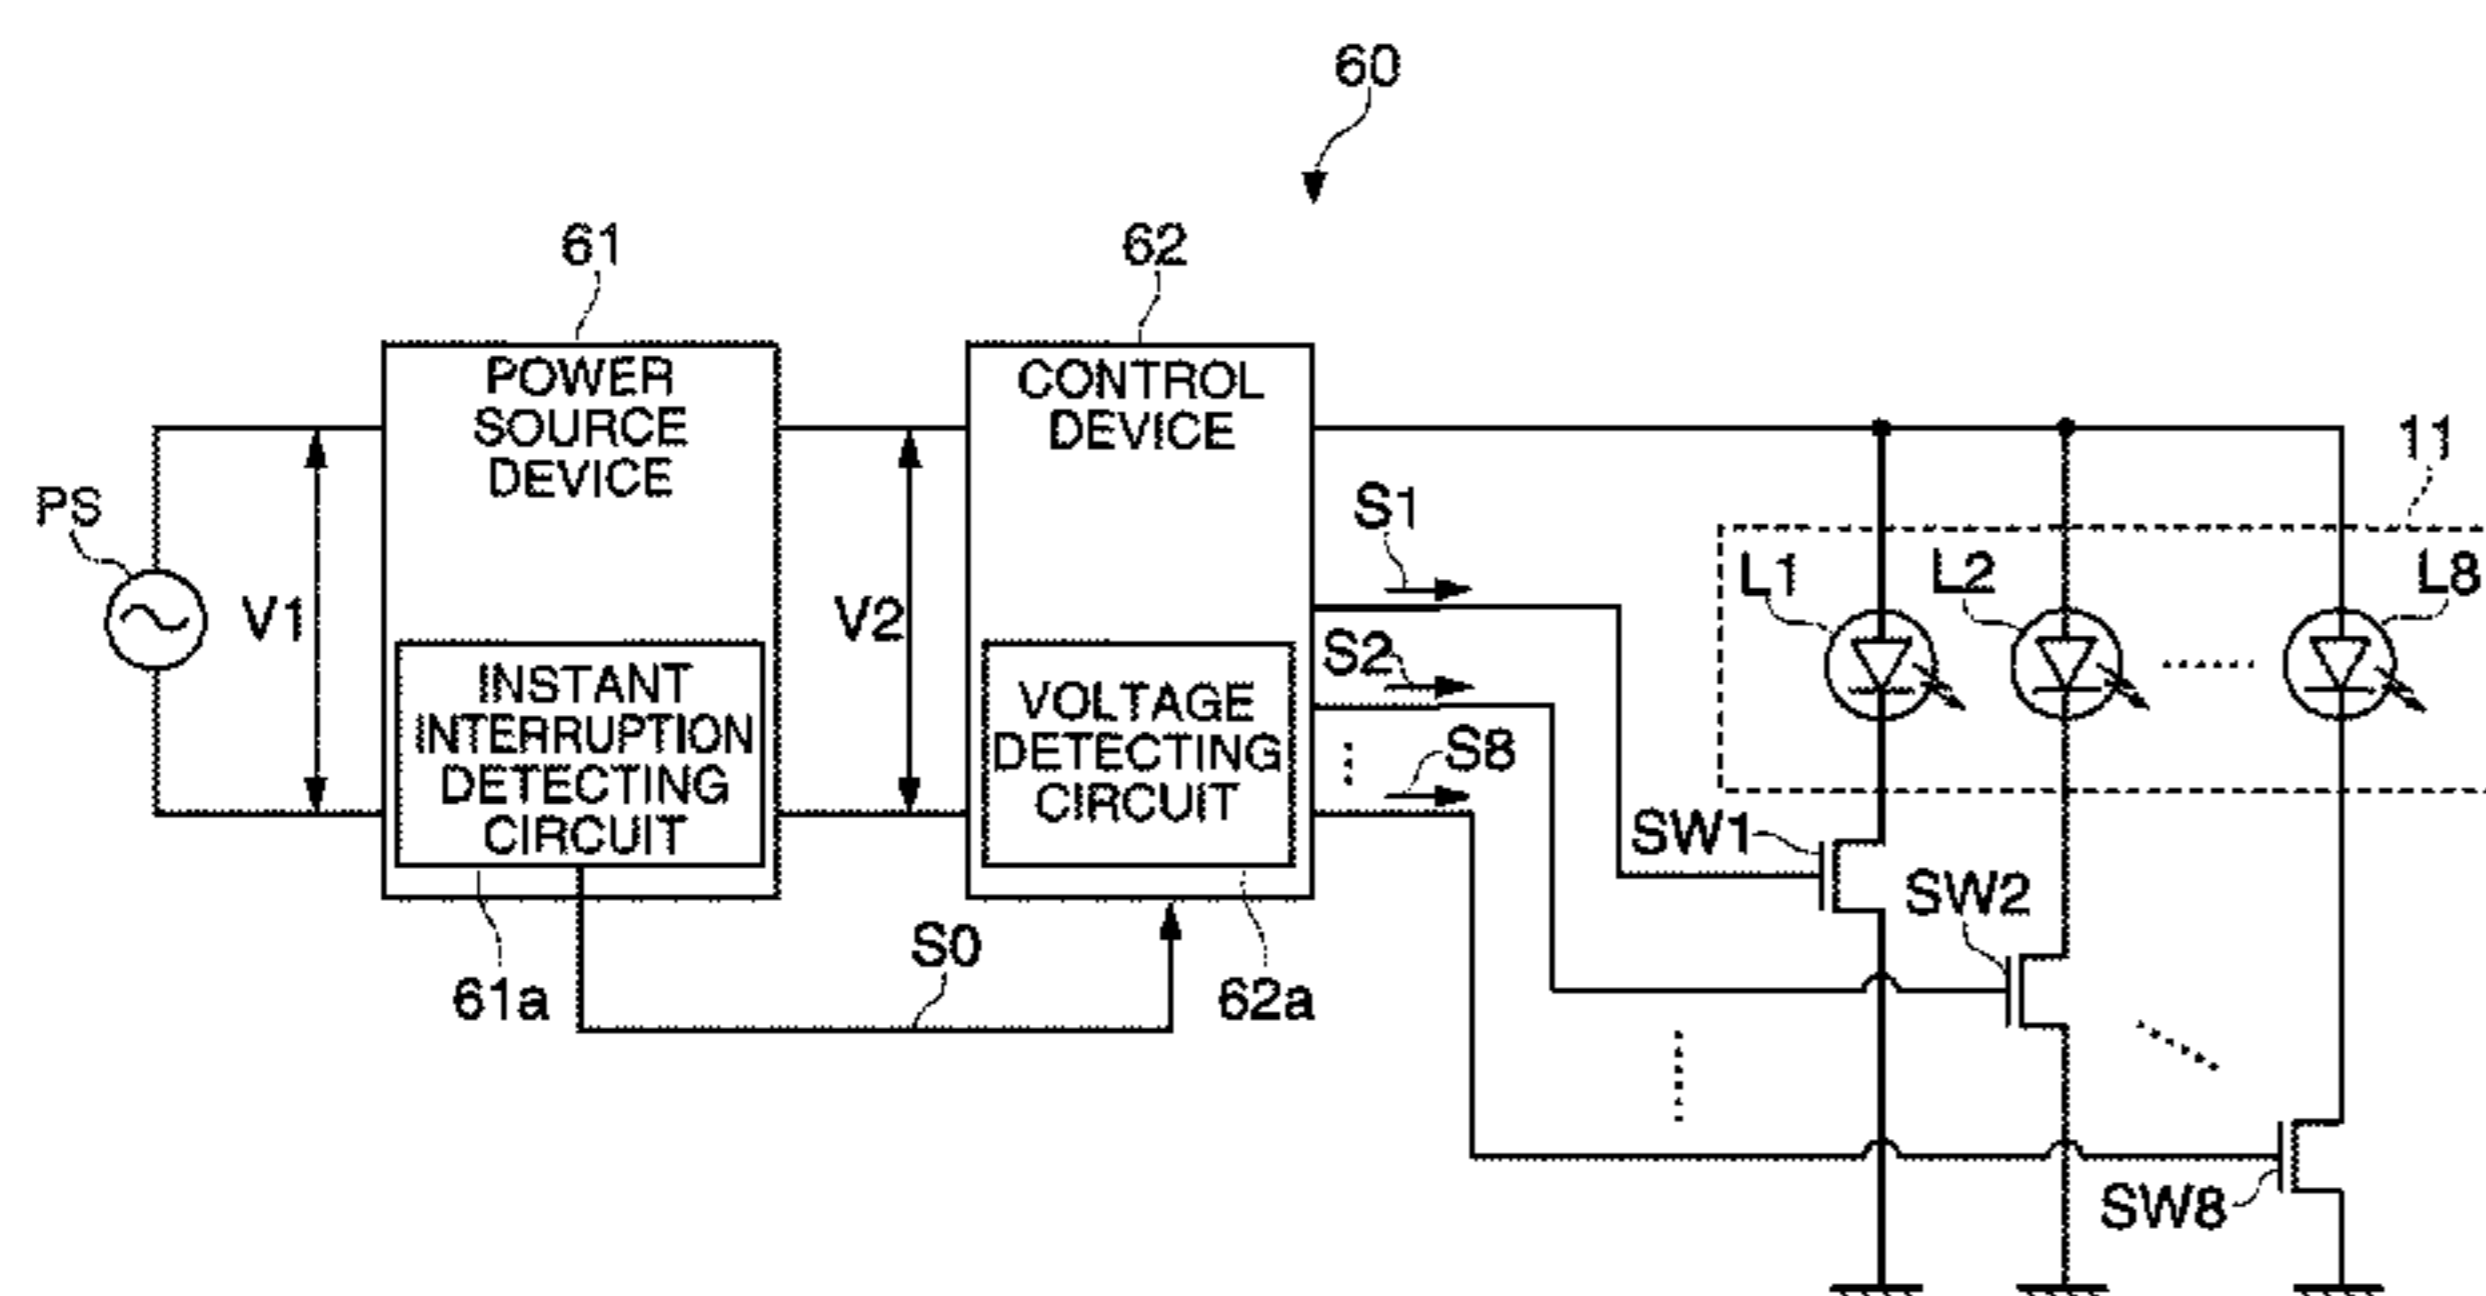 60
61
62
POWER
SOURCE
DEVICE
CONTROL
DEVICE
11
PS
S1
V1
V2
L1
L2
L8
S2
INSTANT
INTERRUPTION
DETECTING
CIRCUIT
VOLTAGE
DETECTING
CIRCUIT
S8
SW1
SW2
S0
61a
62a
SW8